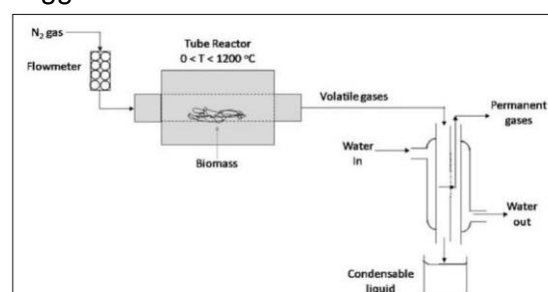 N2 gas
Flowmeter
Tube Reactor
0 < T < 1200 °C
Biomass
Volatile gases
Permanent
gases
Water
In
Water
out
Condensable
liquid